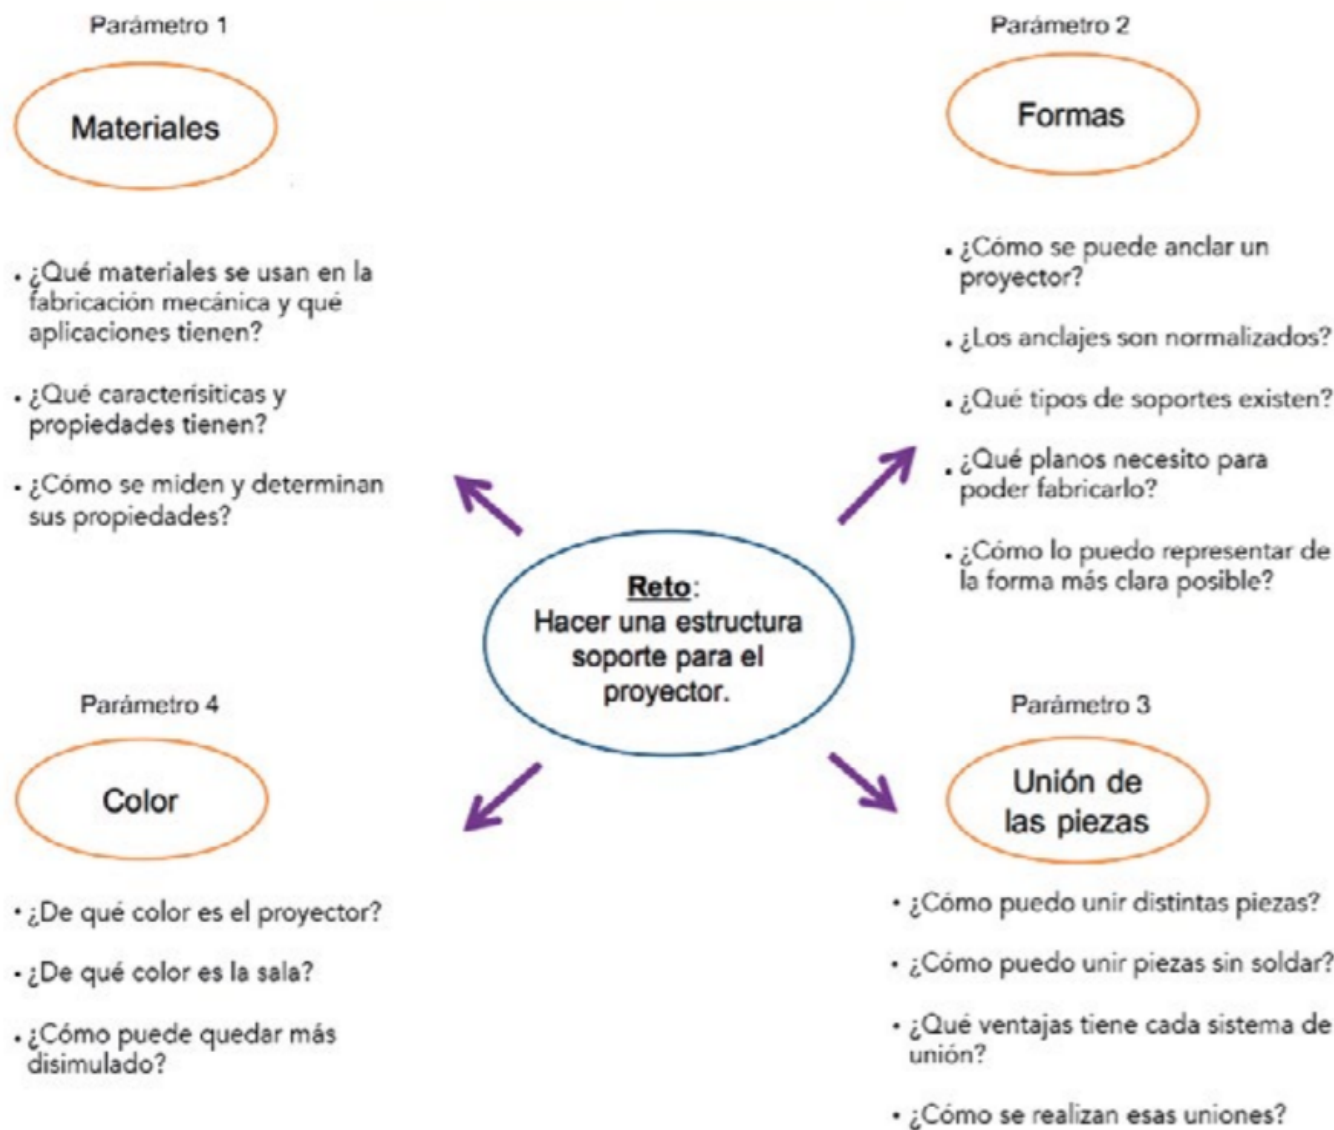 Parámetro 1
Materiales
• ¿Qué materiales se usan en la
fabricación mecánica y qué
aplicaciones tienen?
• ¿Qué caracterísiticas y
propiedades tienen?
• ¿Cómo se miden y determinan
sus propiedades?
Parámetro 2
Formas
• ¿Cómo se puede anclar un
proyector?
• ¿Los anclajes son normalizados?
• ¿Qué tipos de soportes existen?
• ¿Qué planos necesito para
poder fabricarlo?
• ¿Cómo lo puedo representar de
la forma más clara posible?
Reto:
Hacer una estructura
soporte para el
proyector.
Parámetro 4
Color
• ¿De qué color es el proyector?
• ¿De qué color es la sala?
• ¿Cómo puede quedar más
disimulado?
Parámetro 3
Unión de
las piezas
• ¿Cómo puedo unir distintas piezas?
• ¿Cómo puedo unir piezas sin soldar?
• ¿Qué ventajas tiene cada sistema de
unión?
• ¿Cómo se realizan esas uniones?